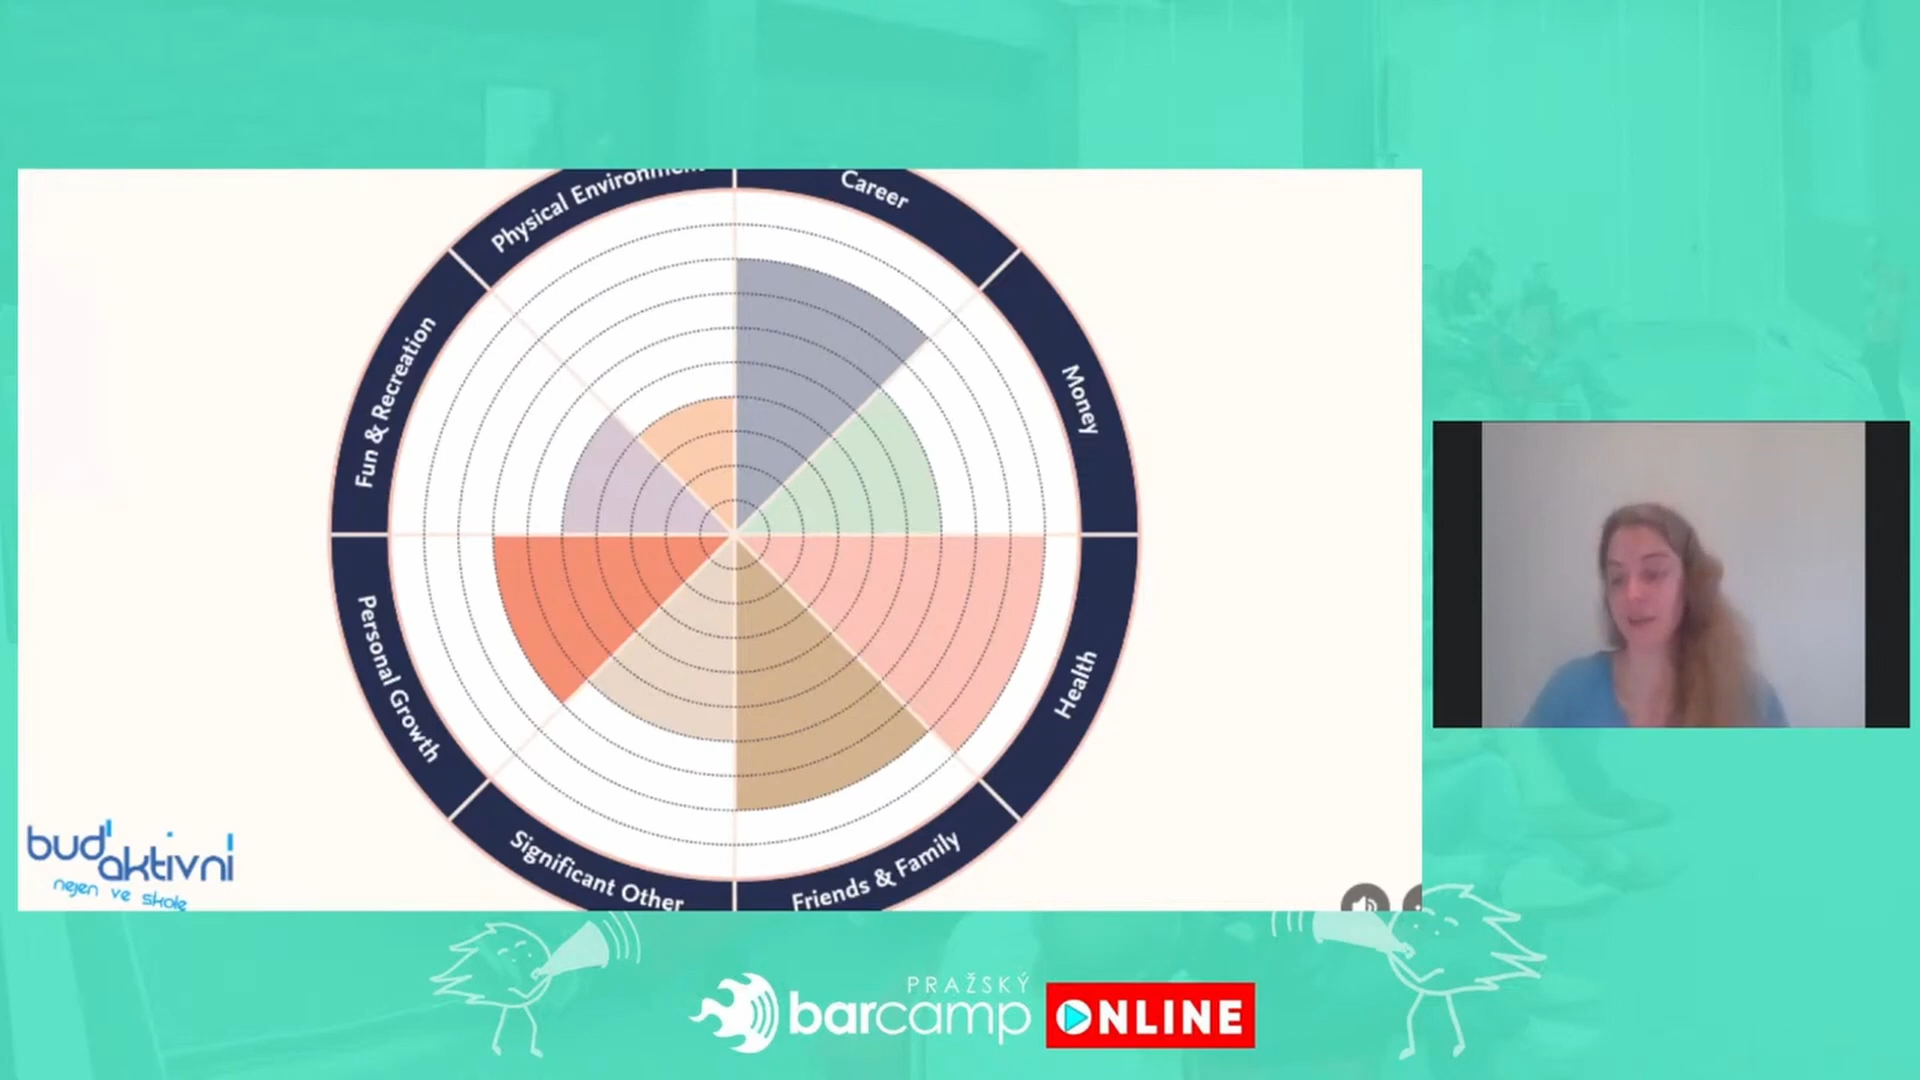 Physical Environment
Career
Fun & Recreation
Money
Personal Growth
Health
Significant Other
Friends & Family
buď aktivní
nejen ve škole
PRAŽSKÝ
barcamp ONLINE